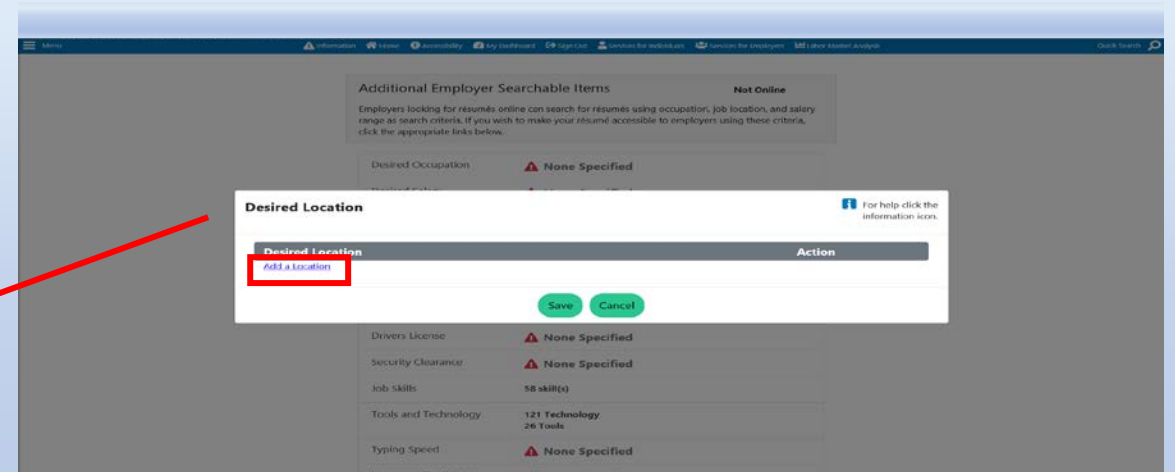 Menu
Information Home Accessibility My Dashboard Sign Out Services for Individuals Services for Employers Labor Market Analysis
Quick Search
Additional Employer Searchable Items
Not Online
Employers looking for résumés online can search for résumés using occupation, job location, and salary
range as search criteria. If you wish to make your résumé accessible to employers using these criteria,
click the appropriate links below.
Desired Occupation None Specified
Desired Location
For help click the
information icon.
Desired Location Action
Add a Location
Save Cancel
Drivers License None Specified
Security Clearance None Specified
Job Skills 58 skill(s)
Tools and Technology 121 Technology
26 Tools
Typing Speed None Specified